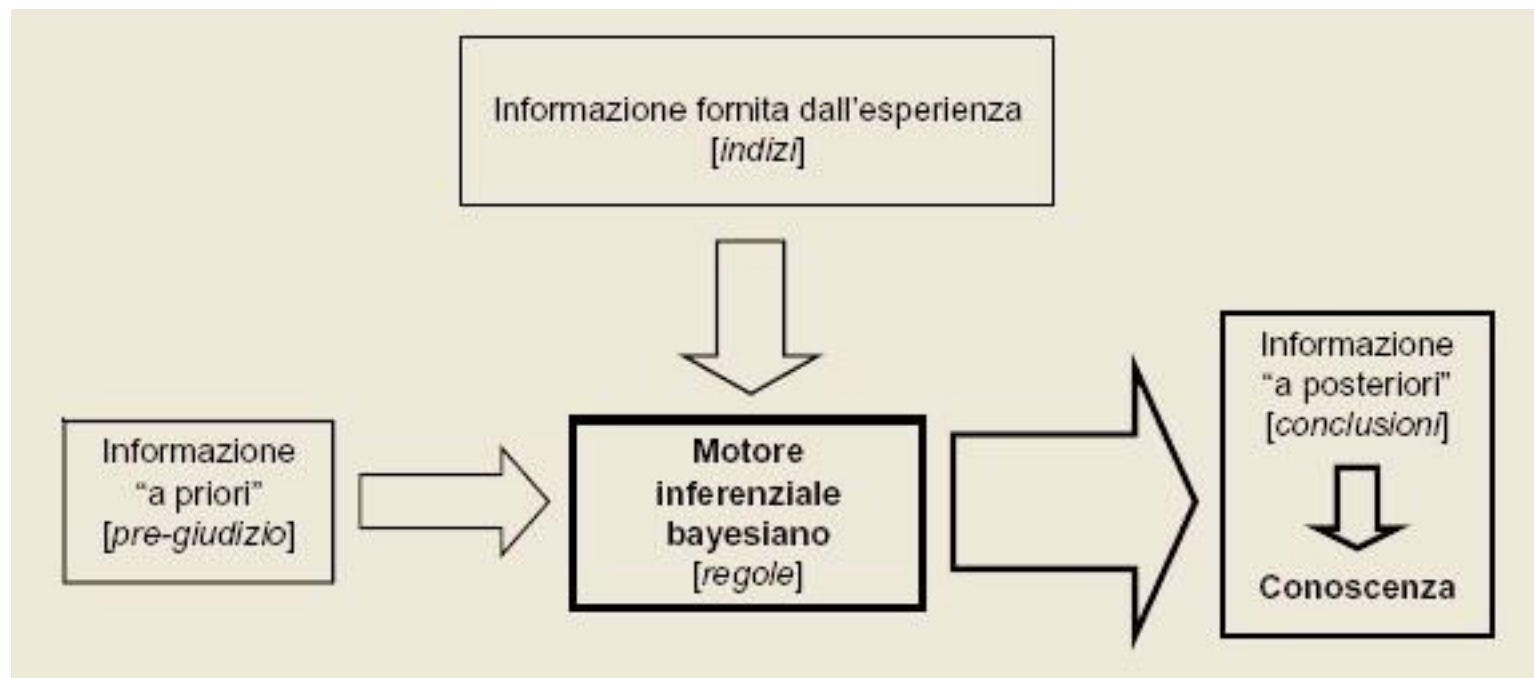 Informazione fornita dall'esperienza
[indizi]
Informazione
“a priori”
[pre-giudizio]
Motore
inferenziale
bayesiano
[regole]
Informazione
“a posteriori”
[conclusioni]
Conoscenza